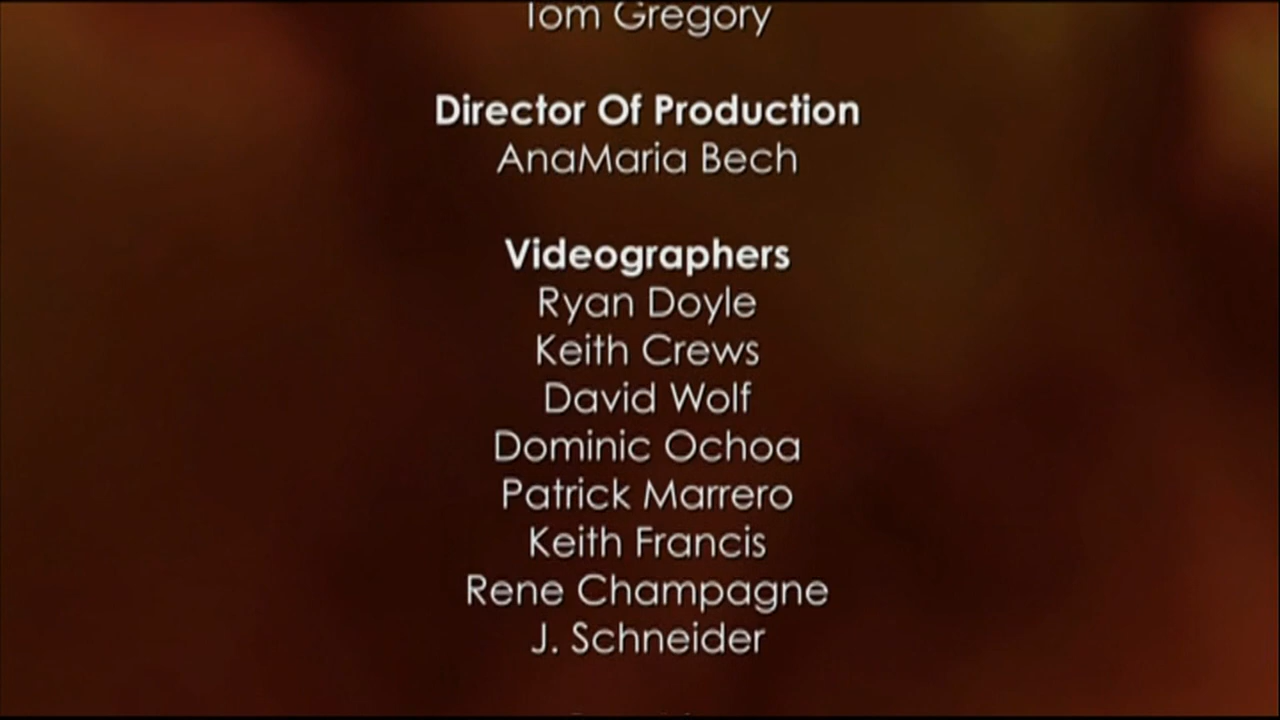 Tom Gregory
Director Of Production
AnaMaria Bech
Videographers
Ryan Doyle
Keith Crews
David Wolf
Dominic Ochoa
Patrick Marrero
Keith Francis
Rene Champagne
J. Schneider